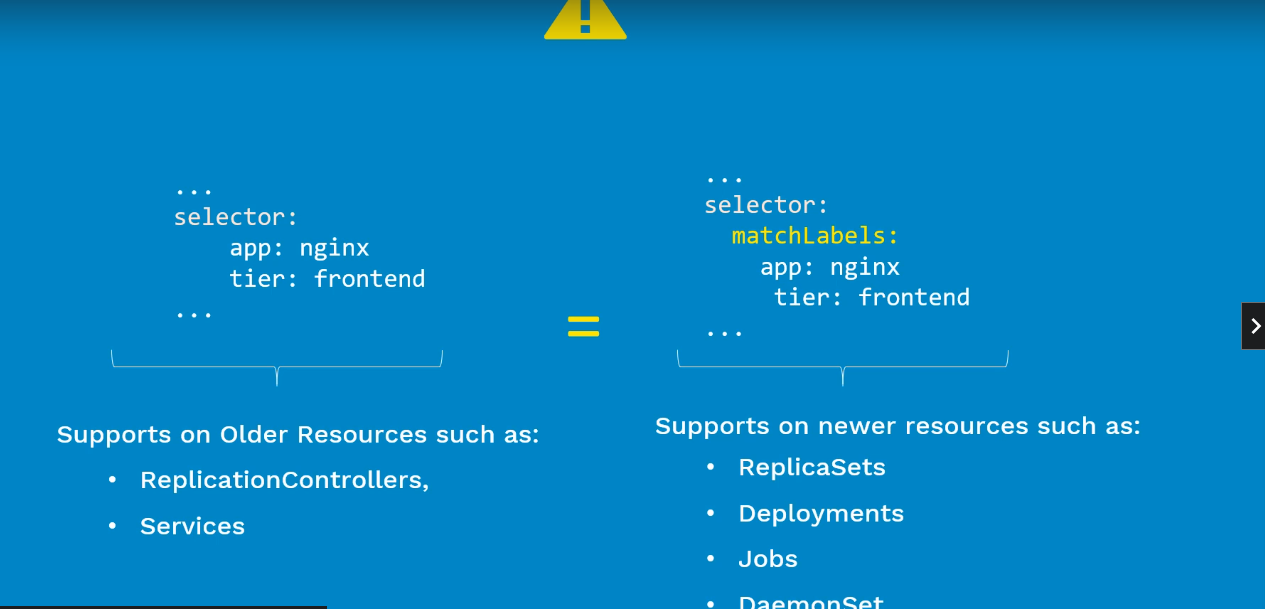 !
...
selector:
app: nginx
tier: frontend
...
Supports on Older Resources such as:
• ReplicationControllers,
• Services
=
...
selector:
matchLabels:
app: nginx
tier: frontend
...
Supports on newer resources such as:
• ReplicaSets
• Deployments
• Jobs
• DaemonSet